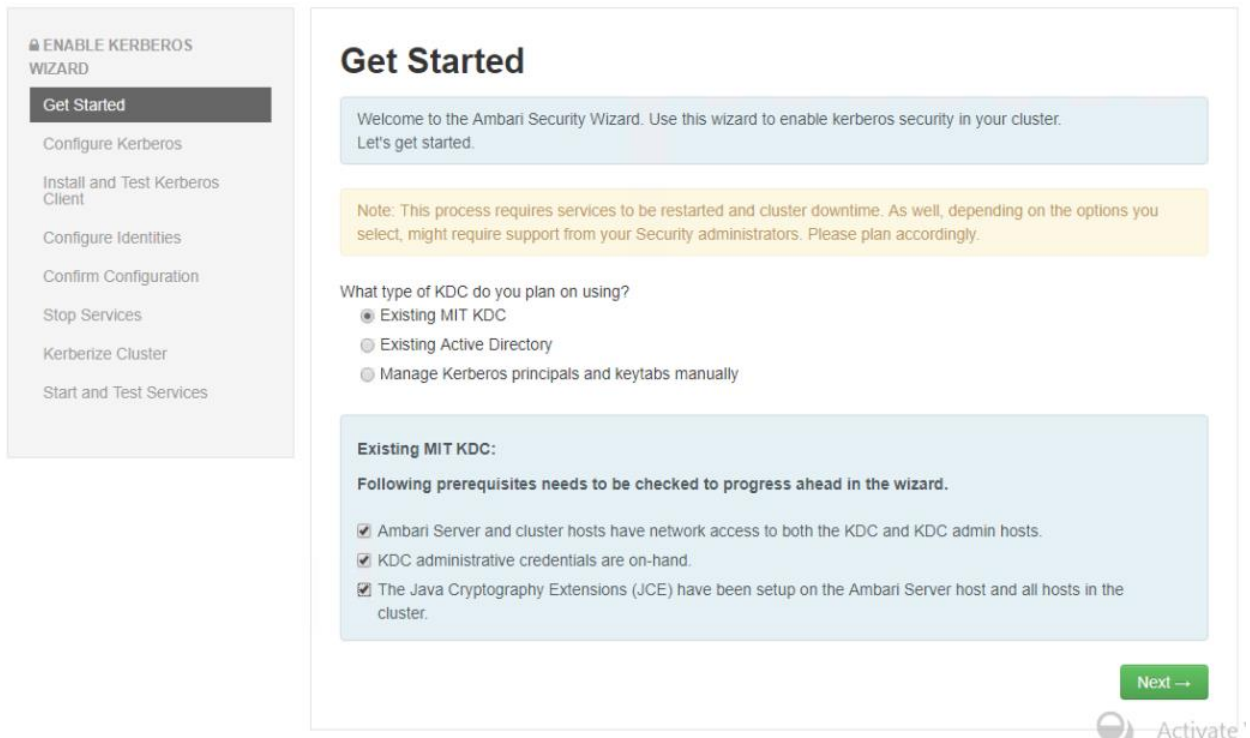 ENABLE KERBEROS
WIZARD
Get Started
Configure Kerberos
Install and Test Kerberos
Client
Configure Identities
Confirm Configuration
Stop Services
Kerberize Cluster
Start and Test Services
Get Started
Welcome to the Ambari Security Wizard. Use this wizard to enable kerberos security in your cluster.
Let's get started.
Note: This process requires services to be restarted and cluster downtime. As well, depending on the options you
select, might require support from your Security administrators. Please plan accordingly.
What type of KDC do you plan on using?
Existing MIT KDC
Existing Active Directory
Manage Kerberos principals and keytabs manually
Existing MIT KDC:
Following prerequisites needs to be checked to progress ahead in the wizard.
Ambari Server and cluster hosts have network access to both the KDC and KDC admin hosts.
KDC administrative credentials are on-hand.
The Java Cryptography Extensions (JCE) have been setup on the Ambari Server host and all hosts in the
cluster.
Next →
Activate